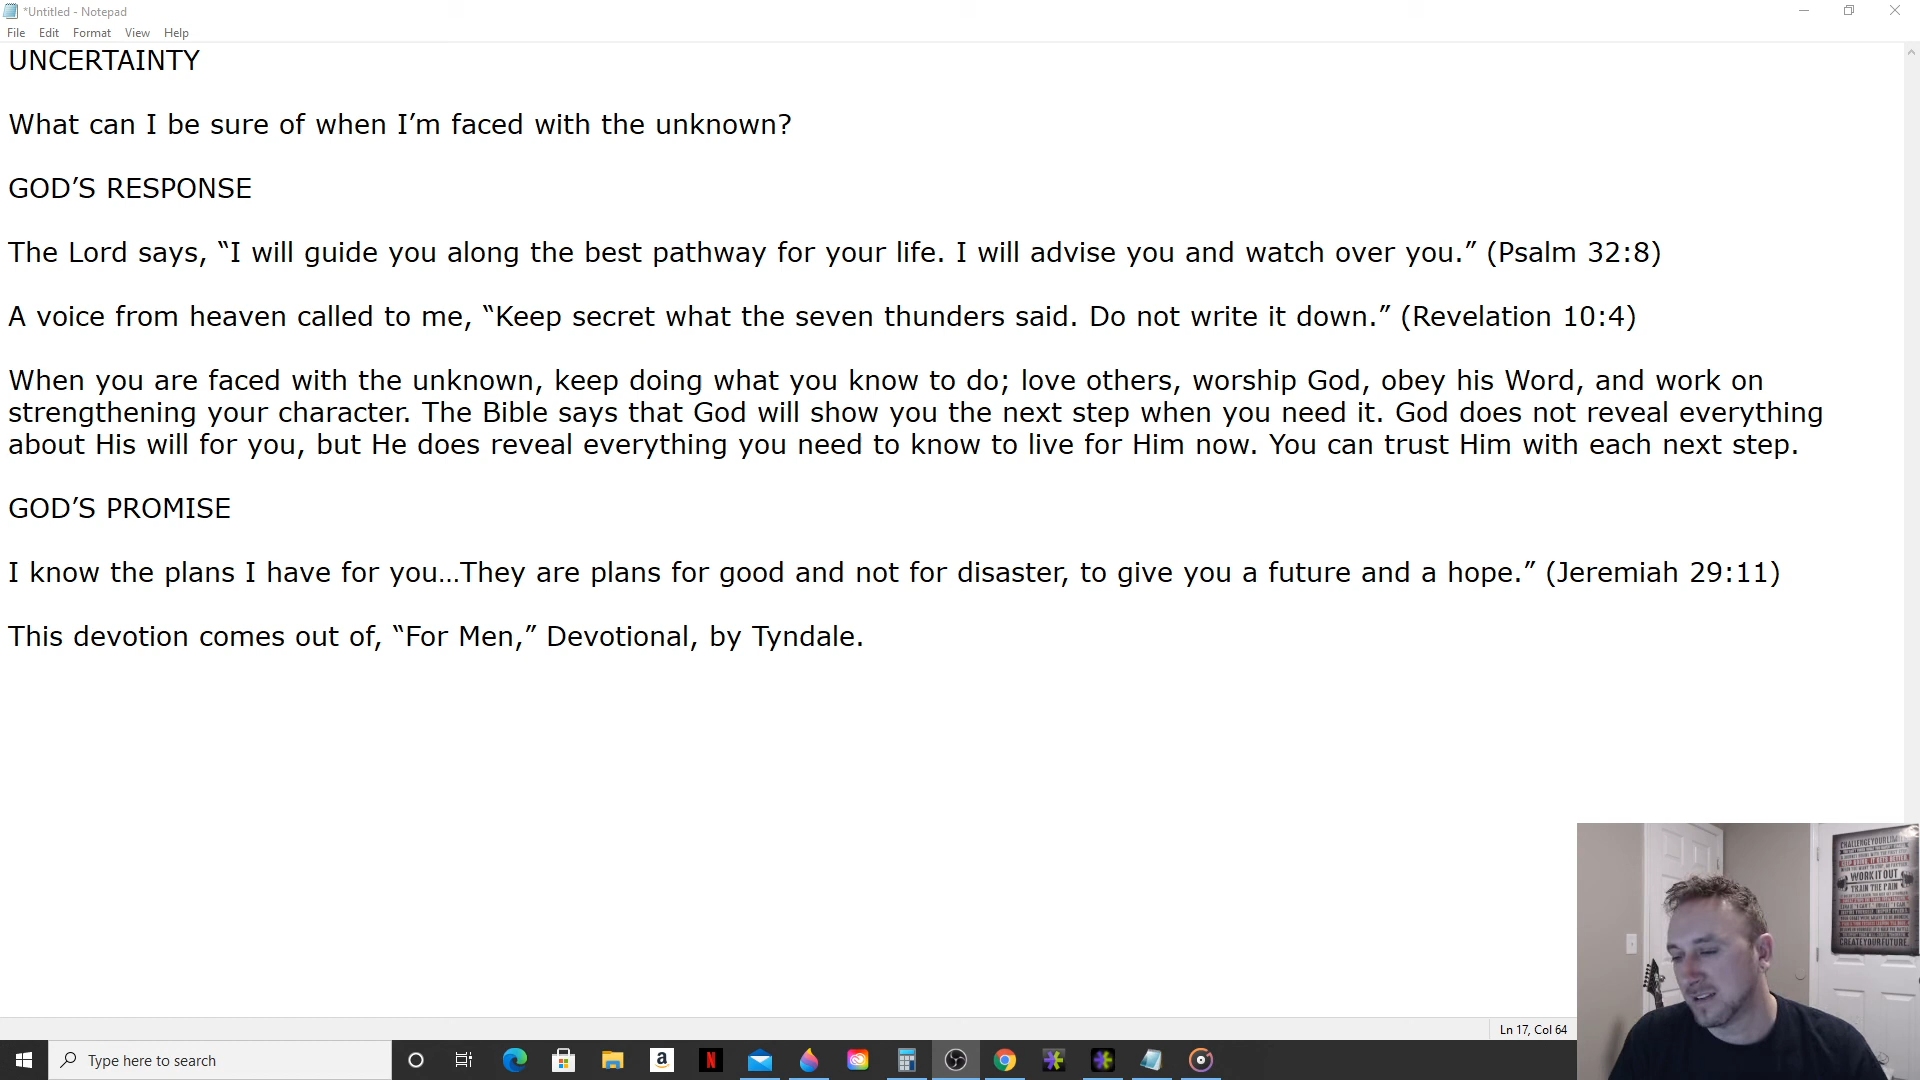 *Untitled - Notepad
File Edit Format View Help
UNCERTAINTY
What can I be sure of when I’m faced with the unknown?
GOD’S RESPONSE
The Lord says, “I will guide you along the best pathway for your life. I will advise you and watch over you.” (Psalm 32:8)
A voice from heaven called to me, “Keep secret what the seven thunders said. Do not write it down.” (Revelation 10:4)
When you are faced with the unknown, keep doing what you know to do; love others, worship God, obey his Word, and work on
strengthening your character. The Bible says that God will show you the next step when you need it. God does not reveal everything
about His will for you, but He does reveal everything you need to know to live for Him now. You can trust Him with each next step.
GOD’S PROMISE
I know the plans I have for you…They are plans for good and not for disaster, to give you a future and a hope.” (Jeremiah 29:11)
This devotion comes out of, “For Men,” Devotional, by Tyndale.
CHALLENGE YOUR LIMITS
WORK IT OUT
TRAIN THE PAIN
CREATE YOUR FUTURE
Ln 17, Col 64
Type here to search
a
N